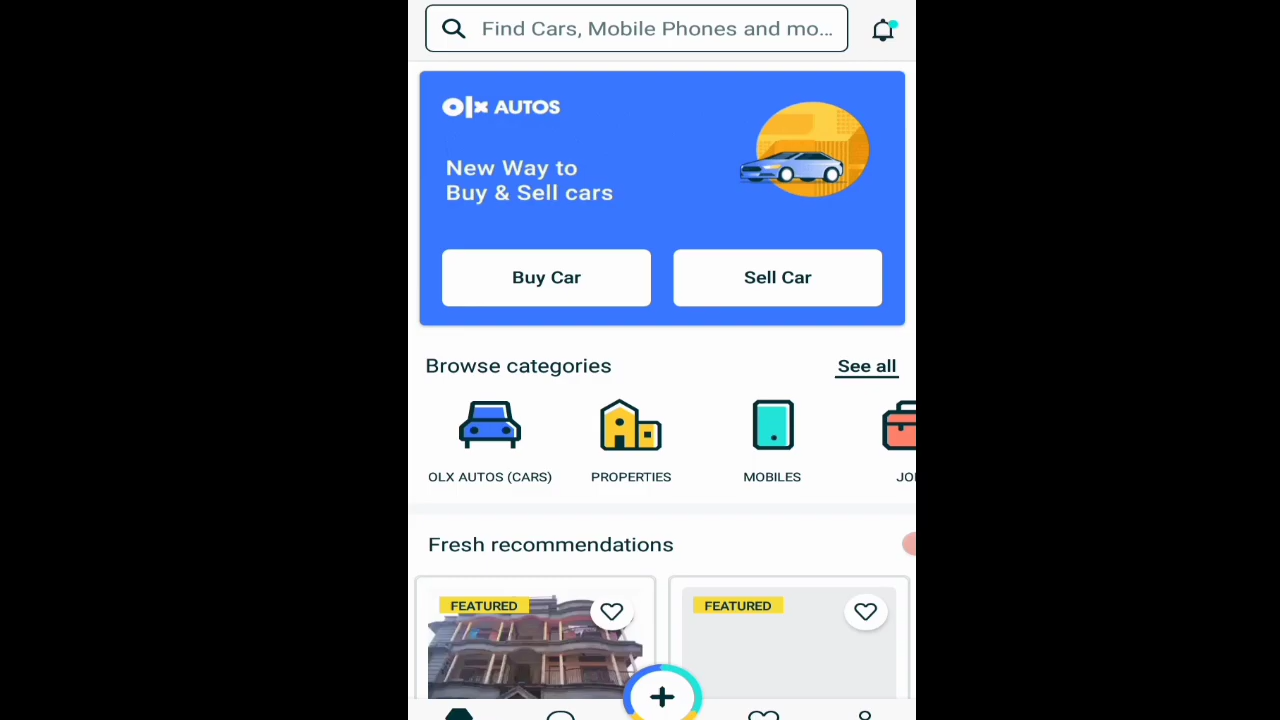 Find Cars, Mobile Phones and mo...
olx AUTOS
New Way to
Buy & Sell cars
Buy Car
Sell Car
Browse categories
See all
OLX AUTOS (CARS)
PROPERTIES
MOBILES
JO
Fresh recommendations
FEATURED
FEATURED